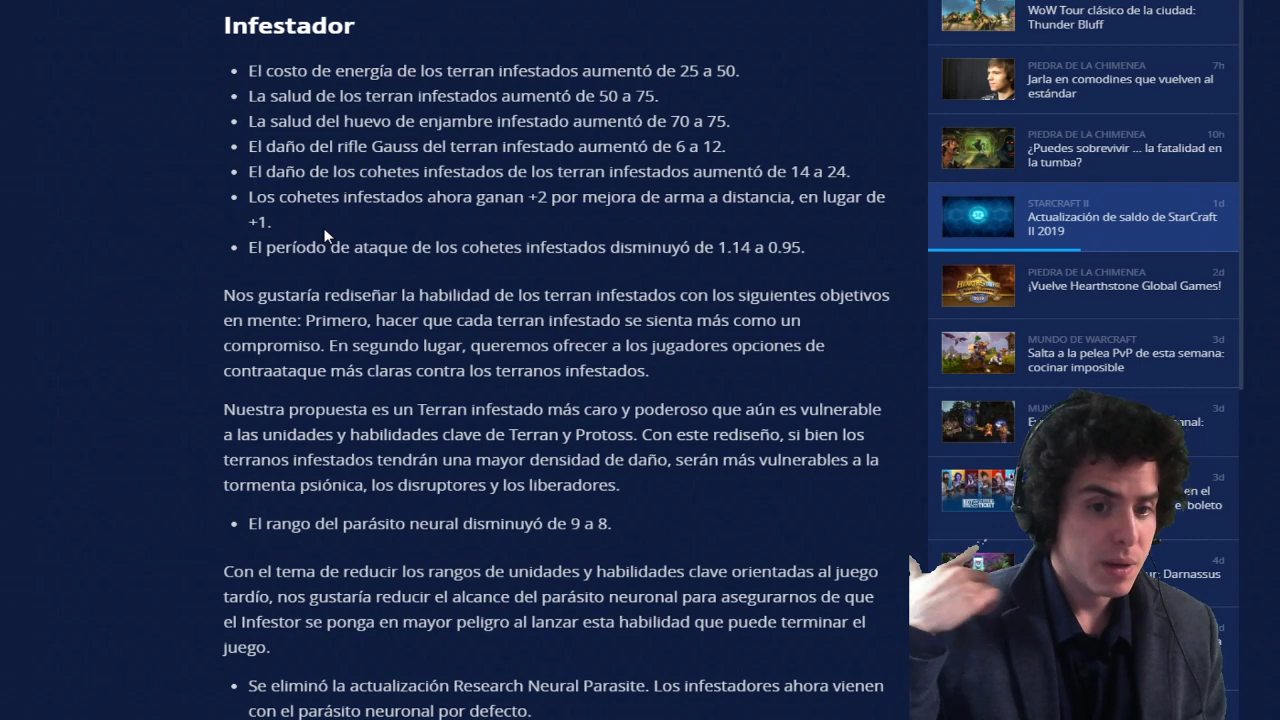 Infestador
• El costo de energía de los terran infestados aumentó de 25 a 50.
• La salud de los terran infestados aumentó de 50 a 75.
• La salud del huevo de enjambre infestado aumentó de 70 a 75.
• El daño del rifle Gauss del terran infestado aumentó de 6 a 12.
• El daño de los cohetes infestados de los terran infestados aumentó de 14 a 24.
• Los cohetes infestados ahora ganan +2 por mejora de arma a distancia, en lugar de
+1.
• El período de ataque de los cohetes infestados disminuyó de 1.14 a 0.95.
Nos gustaría rediseñar la habilidad de los terran infestados con los siguientes objetivos
en mente: Primero, hacer que cada terran infestado se sienta más como un
compromiso. En segundo lugar, queremos ofrecer a los jugadores opciones de
contraataque más claras contra los terranos infestados.
Nuestra propuesta es un Terran infestado más caro y poderoso que aún es vulnerable
a las unidades y habilidades clave de Terran y Protoss. Con este rediseño, si bien los
terranos infestados tendrán una mayor densidad de daño, serán más vulnerables a la
tormenta psiónica, los disruptores y los liberadores.
• El rango del parásito neural disminuyó de 9 a 8.
Con el tema de reducir los rangos de unidades y habilidades clave orientadas al juego
tardío, nos gustaría reducir el alcance del parásito neuronal para asegurarnos de que
el Infestor se ponga en mayor peligro al lanzar esta habilidad que puede terminar el
juego.
• Se eliminó la actualización Research Neural Parasite. Los infestadores ahora vienen
con el parásito neuronal por defecto.
WoW Tour clásico de la ciudad:
Thunder Bluff
PIEDRA DE LA CHIMENEA 7h
Jarla en comodines que vuelven al
estándar
PIEDRA DE LA CHIMENEA 10h
¿Puedes sobrevivir ... la fatalidad en
la tumba?
STARCRAFT II 1d
Actualización de saldo de StarCraft
II 2019
PIEDRA DE LA CHIMENEA 2d
¡Vuelve Hearthstone Global Games!
MUNDO DE WARCRAFT 3d
Salta a la pelea PvP de esta semana:
cocinar imposible
3d
3d
en el
boleto
4d
Darnassus